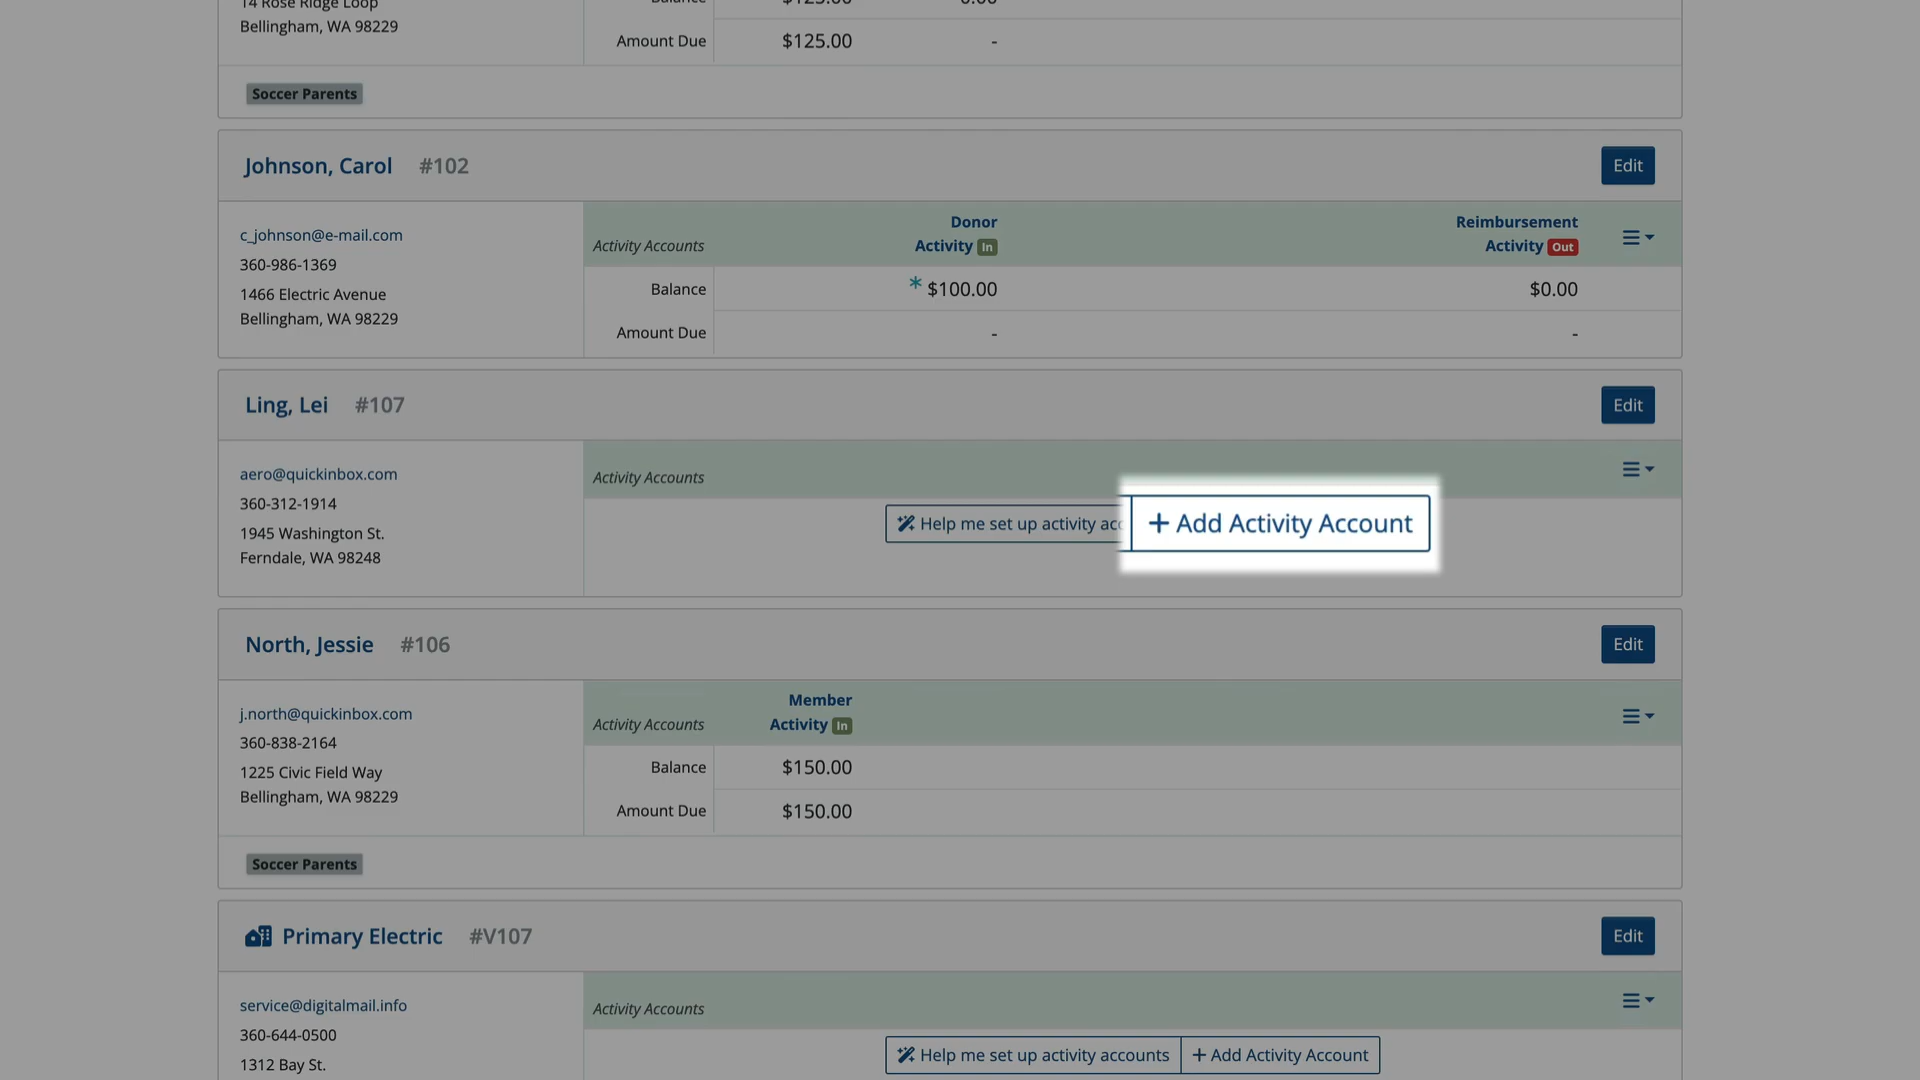 14 Rose Ridge Loop
Bellingham, WA 98229
Balance $125.00 0.00
Amount Due $125.00 -
Soccer Parents
Johnson, Carol #102 Edit
c_johnson@e-mail.com
360-986-1369
1466 Electric Avenue
Bellingham, WA 98229
Donor Reimbursement
Activity Accounts Activity In Activity Out
Balance * $100.00 $0.00
Amount Due - -
Ling, Lei #107 Edit
aero@quickinbox.com
360-312-1914
1945 Washington St.
Ferndale, WA 98248
Activity Accounts
Help me set up activity acc + Add Activity Account
North, Jessie #106 Edit
j.north@quickinbox.com
360-838-2164
1225 Civic Field Way
Bellingham, WA 98229
Member
Activity Accounts Activity In
Balance $150.00
Amount Due $150.00
Soccer Parents
Primary Electric #V107 Edit
service@digitalmail.info
360-644-0500
1312 Bay St.
Activity Accounts
Help me set up activity accounts + Add Activity Account